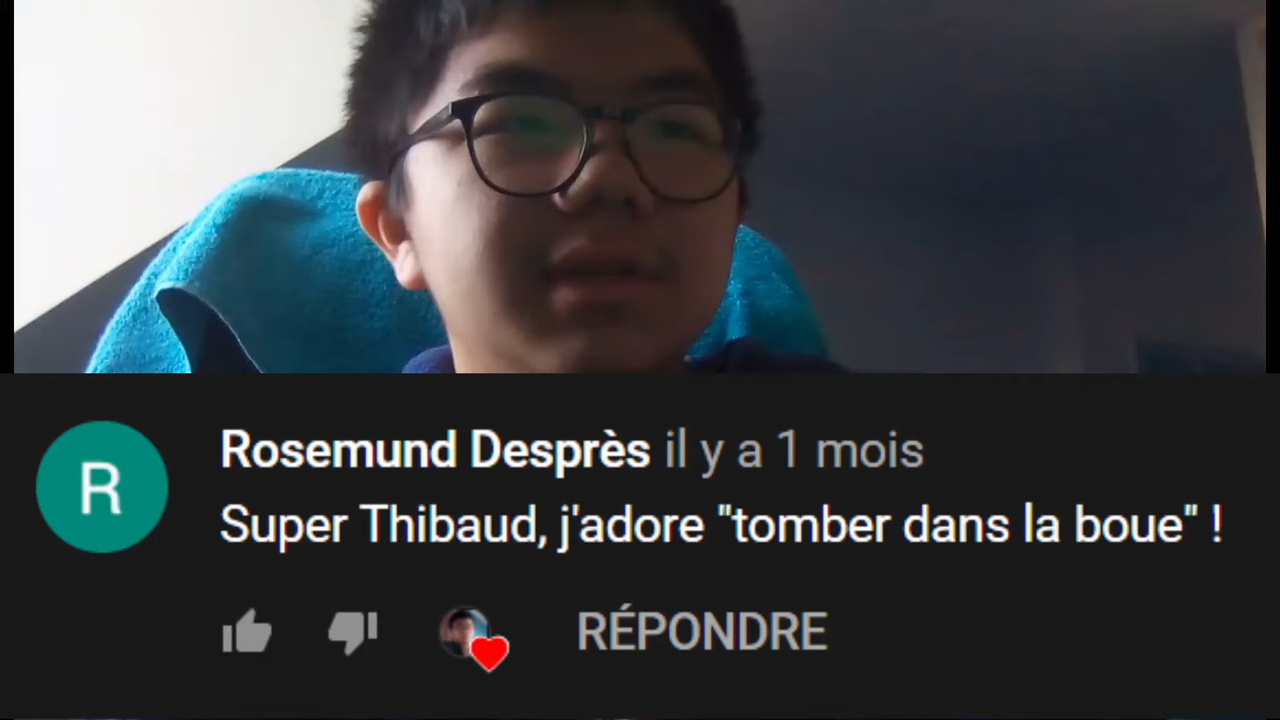 R
Rosemund Desprès il y a 1 mois
Super Thibaud, j'adore "tomber dans la boue" !
RÉPONDRE